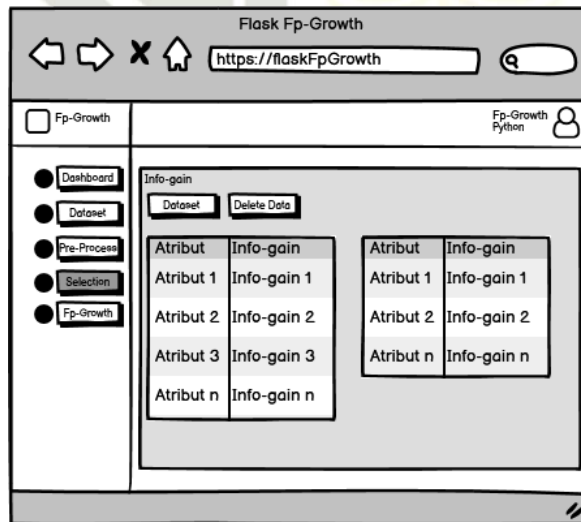 Flask Fp-Growth
https://flaskFpGrowth
Fp-Growth
Fp-Growth
Python
Dashboard
Dataset
Pre-Process
Selection
Fp-Growth
Info-gain
Dataset
Delete Data
Atribut Info-gain
Atribut 1 Info-gain 1
Atribut 2 Info-gain 2
Atribut 3 Info-gain 3
Atribut n Info-gain n
Atribut Info-gain
Atribut 1 Info-gain 1
Atribut 2 Info-gain 2
Atribut n Info-gain n